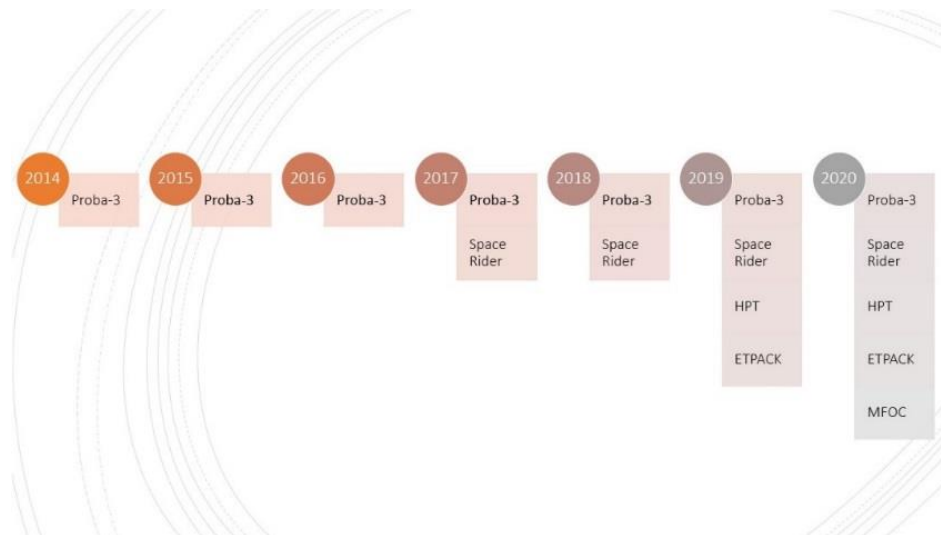 2014
Proba-3
2015
Proba-3
2016
Proba-3
2017
Proba-3
Space
Rider
2018
Proba-3
Space
Rider
2019
Proba-3
Space
Rider
HPT
ETPACK
2020
Proba-3
Space
Rider
HPT
ETPACK
MFOC